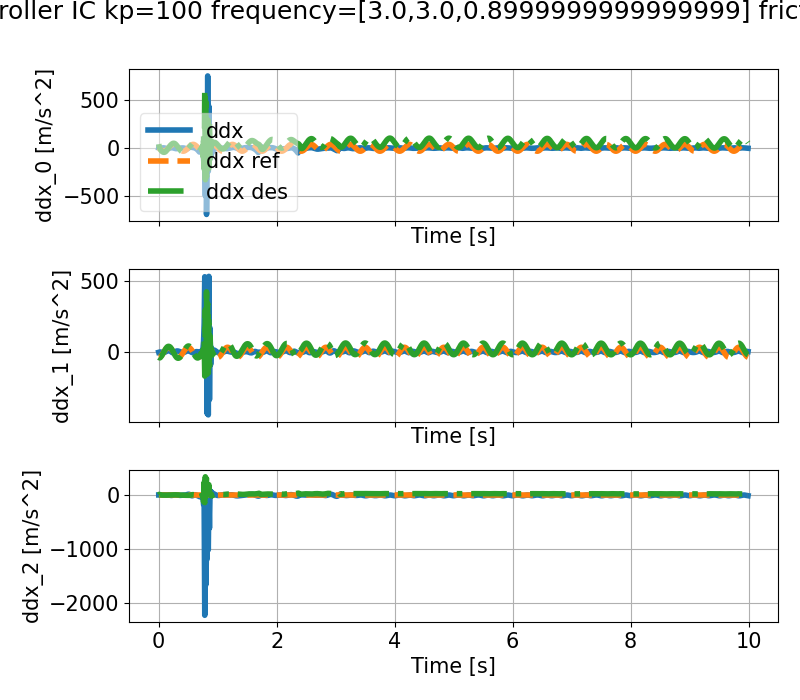 roller IC kp=100 frequency=[3.0,3.0,0.8999999999999999] frict
ddx_0 [m/s^2]
500
0
−500
ddx
ddx ref
ddx des
Time [s]
ddx_1 [m/s^2]
500
0
Time [s]
ddx_2 [m/s^2]
0
−1000
−2000
0 2 4 6 8 10
Time [s]